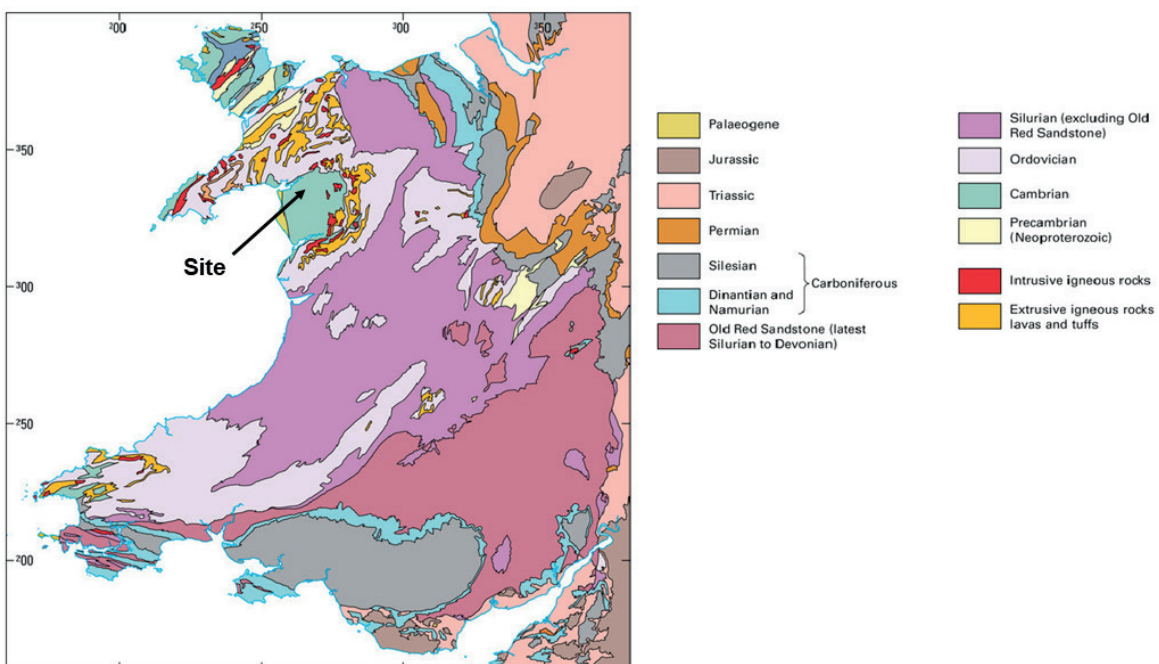 200
250
300
350
350
300
250
200
Site
Palaeogene
Jurassic
Triassic
Permian
Silesian
Dinantian and
Namurian
Carboniferous
Old Red Sandstone (latest
Silurian to Devonian)
Silurian (excluding Old
Red Sandstone)
Ordovician
Cambrian
Precambrian
(Neoproterozoic)
Intrusive igneous rocks
Extrusive igneous rocks
lavas and tuffs